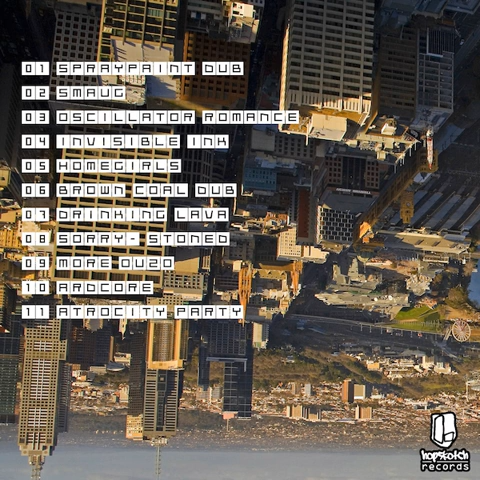 01 SPRAYPAINT DUB
02 SMAUG
03 OSCILLATOR ROMANCE
04 INVISIBLE INK
05 HOMEGIRLS
06 BROWN COAL DUB
07 DRINKING LAVA
08 SORRY- STONED
09 MORE OUZO
10 ARDCORE
11 ATROCITY PARTY
hopskotch
records